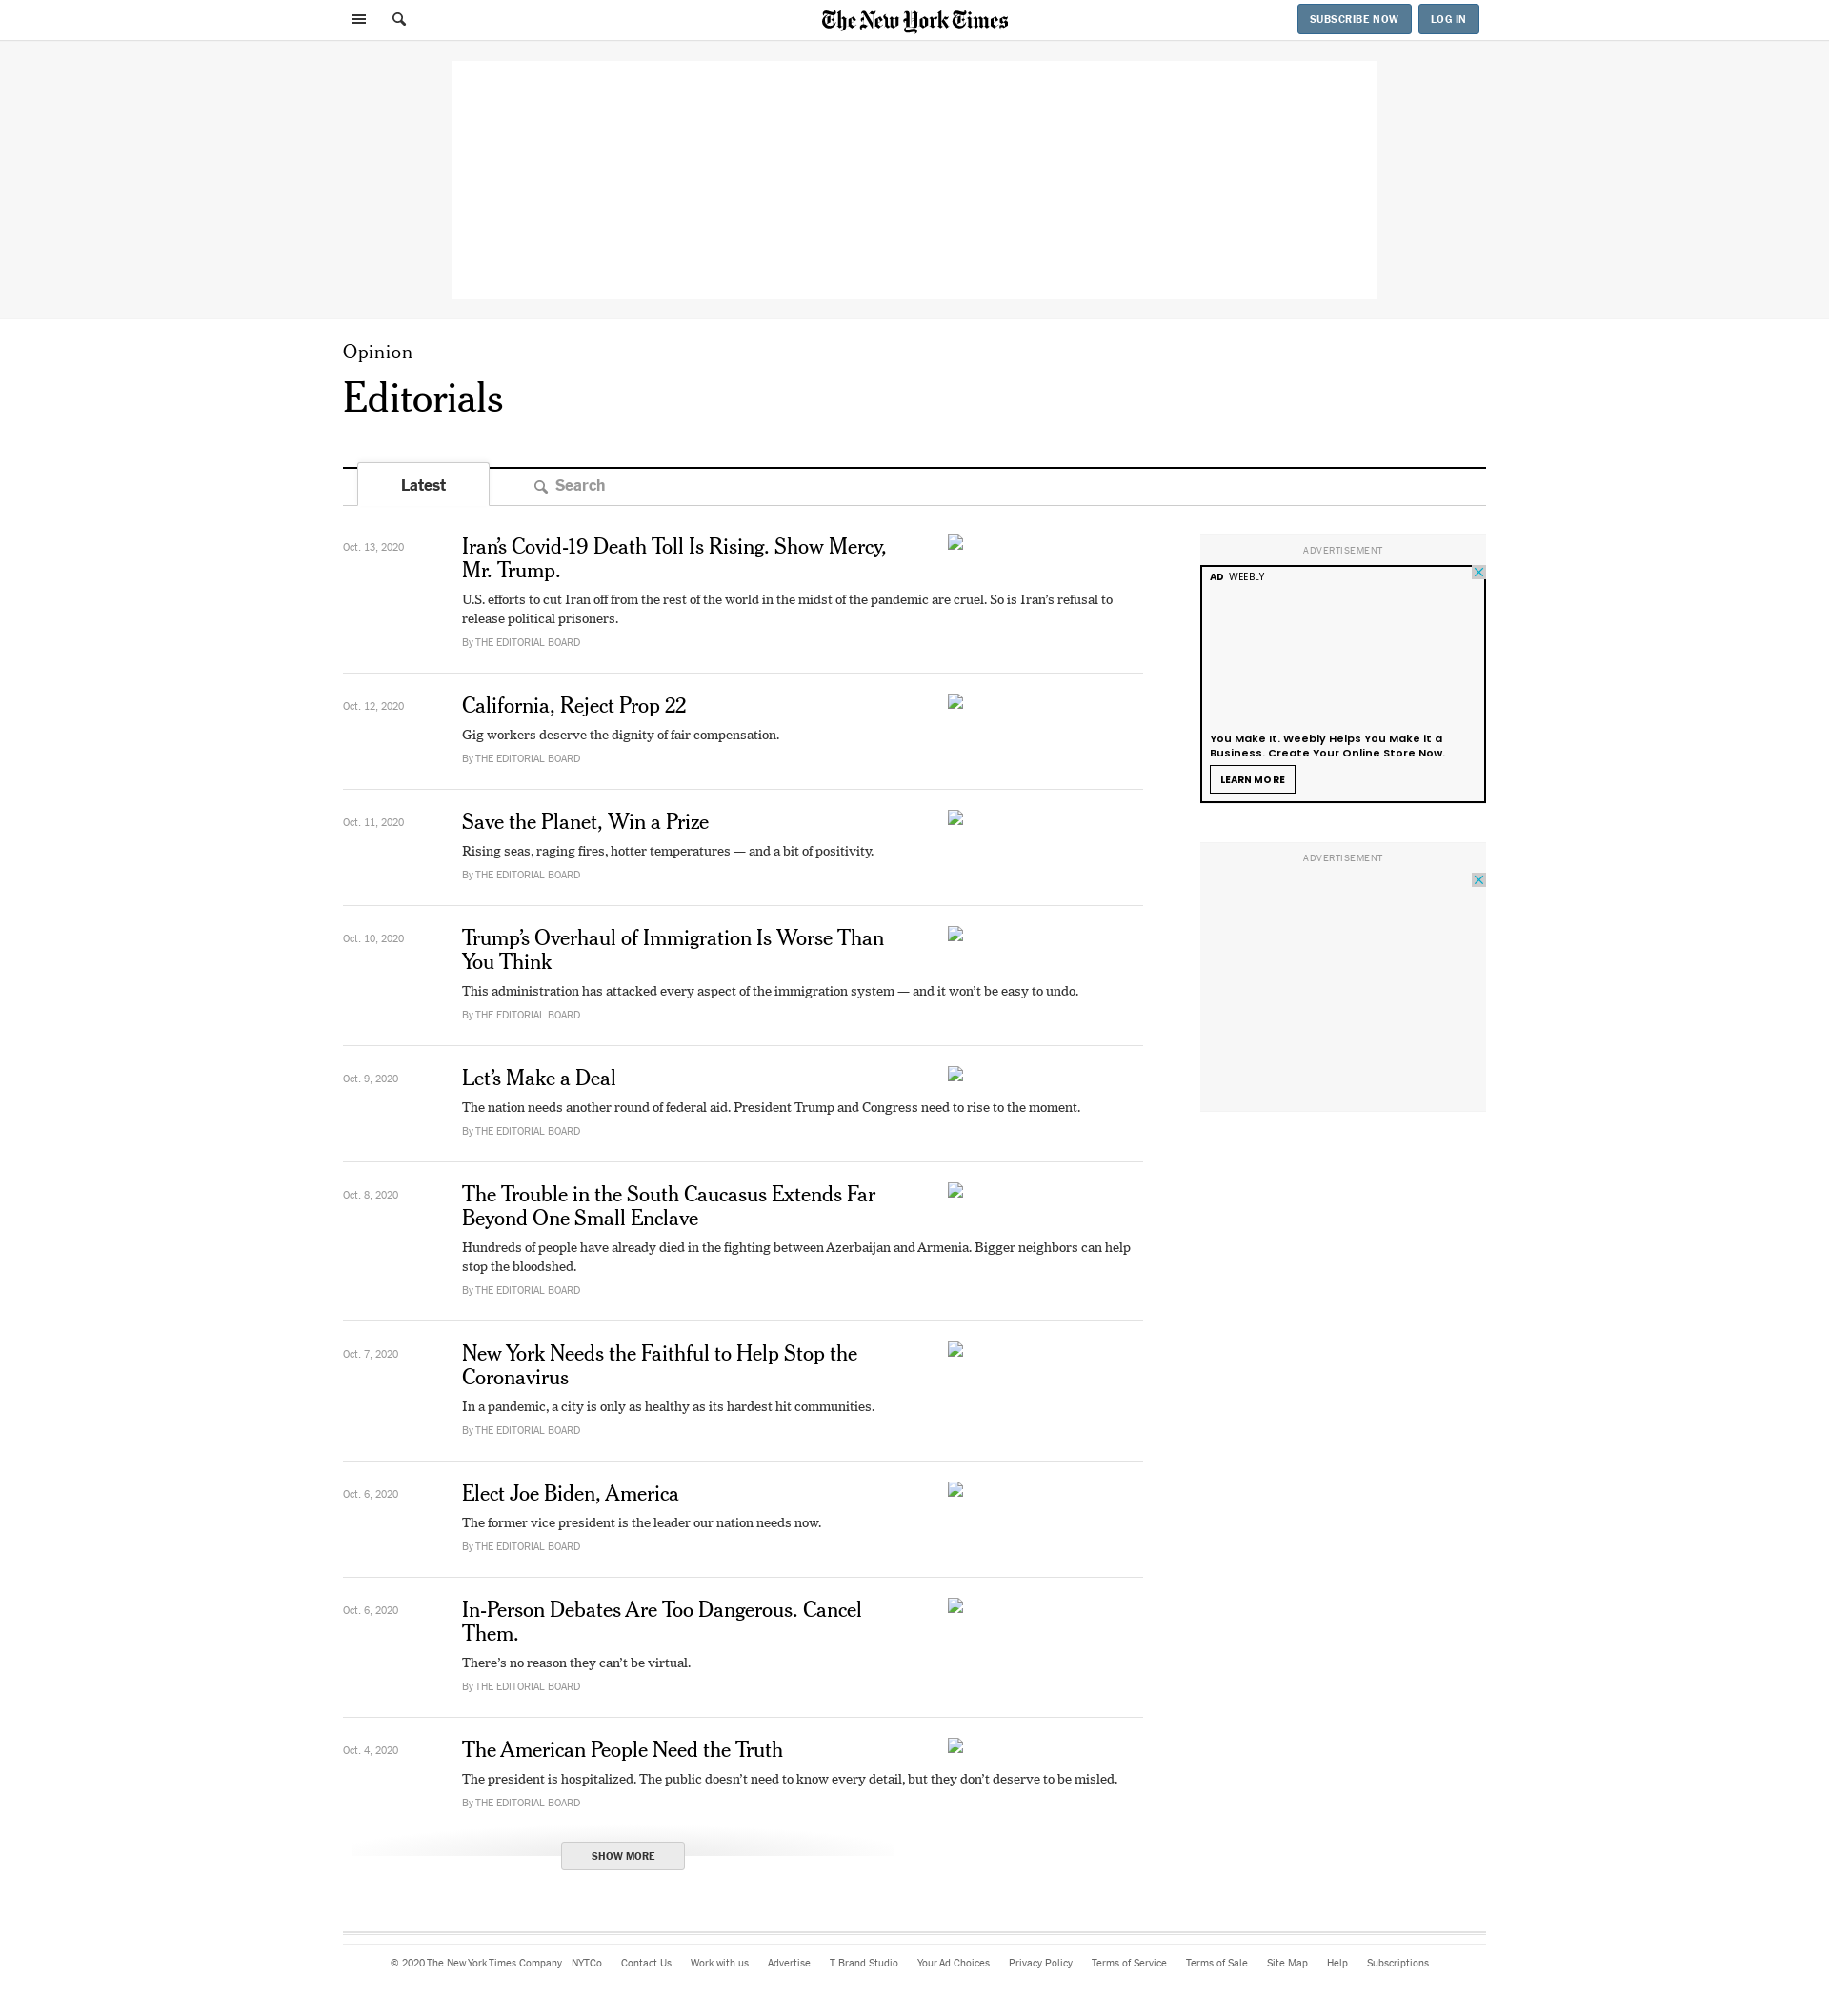 The New York Times
SUBSCRIBE NOW
LOG IN
Opinion
Editorials
Latest
Search
Oct. 13, 2020
Iran’s Covid-19 Death Toll Is Rising. Show Mercy,
Mr. Trump.
U.S. efforts to cut Iran off from the rest of the world in the midst of the pandemic are cruel. So is Iran’s refusal to
release political prisoners.
By THE EDITORIAL BOARD
Oct. 12, 2020
California, Reject Prop 22
Gig workers deserve the dignity of fair compensation.
By THE EDITORIAL BOARD
Oct. 11, 2020
Save the Planet, Win a Prize
Rising seas, raging fires, hotter temperatures — and a bit of positivity.
By THE EDITORIAL BOARD
Oct. 10, 2020
Trump’s Overhaul of Immigration Is Worse Than
You Think
This administration has attacked every aspect of the immigration system — and it won’t be easy to undo.
By THE EDITORIAL BOARD
Oct. 9, 2020
Let’s Make a Deal
The nation needs another round of federal aid. President Trump and Congress need to rise to the moment.
By THE EDITORIAL BOARD
Oct. 8, 2020
The Trouble in the South Caucasus Extends Far
Beyond One Small Enclave
Hundreds of people have already died in the fighting between Azerbaijan and Armenia. Bigger neighbors can help
stop the bloodshed.
By THE EDITORIAL BOARD
Oct. 7, 2020
New York Needs the Faithful to Help Stop the
Coronavirus
In a pandemic, a city is only as healthy as its hardest hit communities.
By THE EDITORIAL BOARD
Oct. 6, 2020
Elect Joe Biden, America
The former vice president is the leader our nation needs now.
By THE EDITORIAL BOARD
Oct. 6, 2020
In-Person Debates Are Too Dangerous. Cancel
Them.
There’s no reason they can’t be virtual.
By THE EDITORIAL BOARD
Oct. 4, 2020
The American People Need the Truth
The president is hospitalized. The public doesn’t need to know every detail, but they don’t deserve to be misled.
By THE EDITORIAL BOARD
SHOW MORE
ADVERTISEMENT
AD WEEBLY
You Make It. Weebly Helps You Make it a
Business. Create Your Online Store Now.
LEARN MORE
ADVERTISEMENT
© 2020 The New York Times Company NYTCo Contact Us Work with us Advertise T Brand Studio Your Ad Choices Privacy Policy Terms of Service Terms of Sale Site Map Help Subscriptions